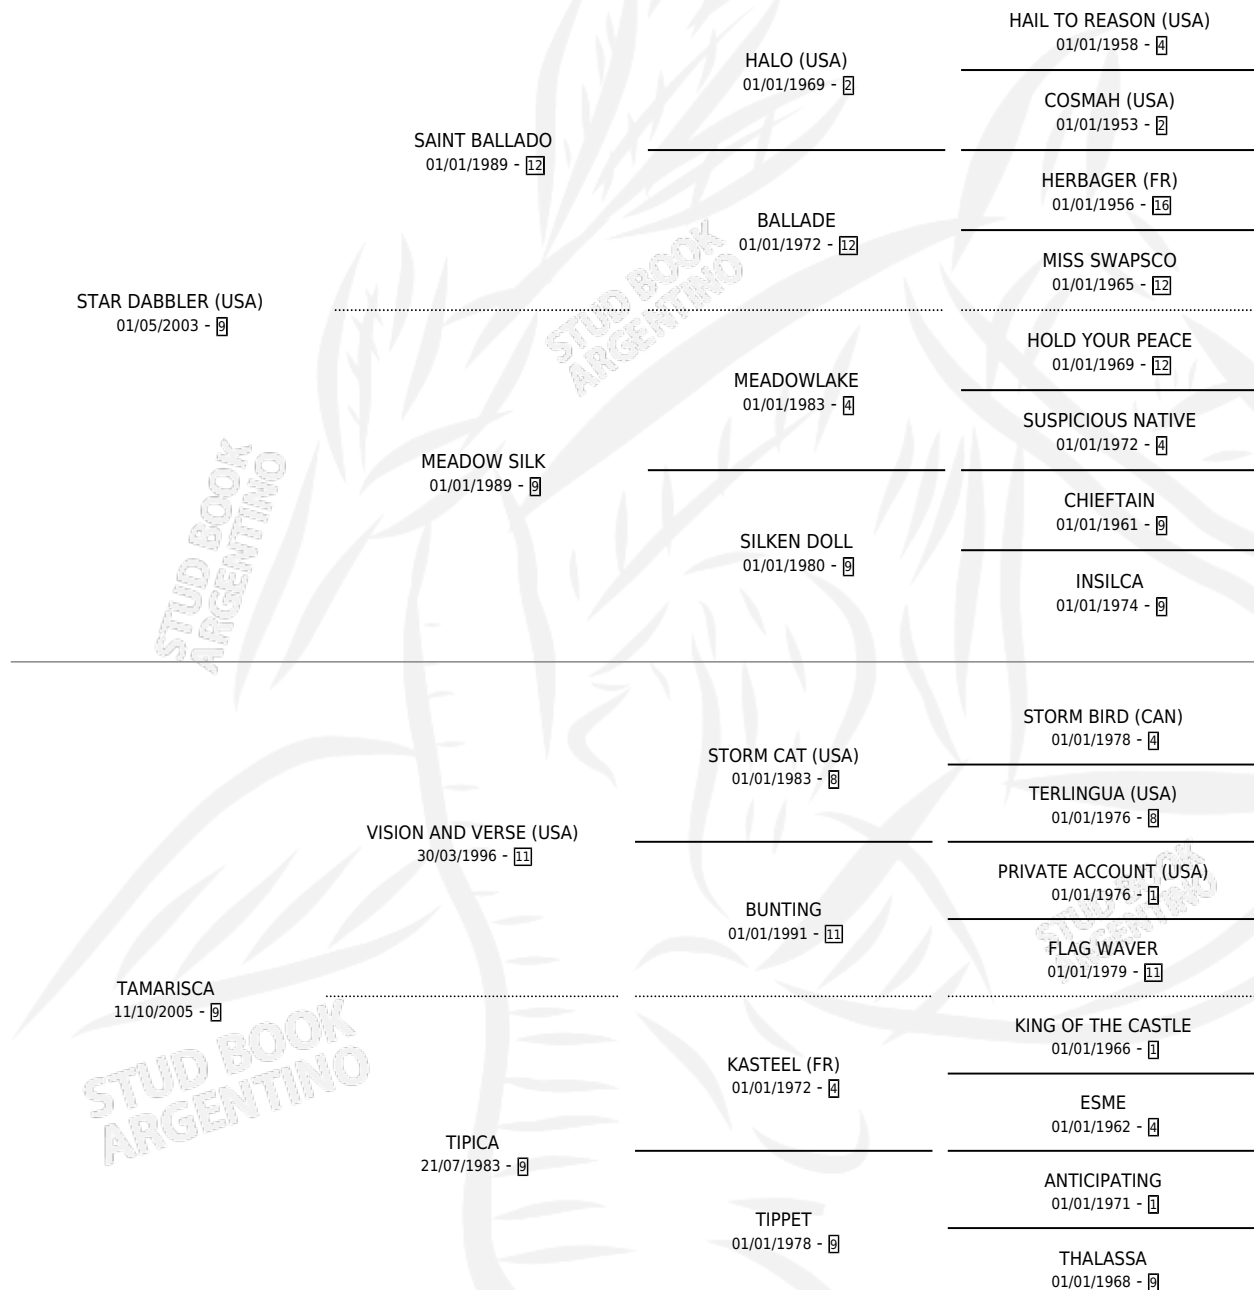 HAIL TO REASON (USA)
01/01/1958 - 4
HALO (USA)
01/01/1969 - 2
COSMAH (USA)
01/01/1953 - 2
SAINT BALLADO
01/01/1989 - 12
HERBAGER (FR)
01/01/1956 - 16
BALLADE
01/01/1972 - 12
MISS SWAPSCO
01/01/1965 - 12
STAR DABBLER (USA)
01/05/2003 - 9
STUD BOOK
ARGENTINO
HOLD YOUR PEACE
01/01/1969 - 12
MEADOWLAKE
01/01/1983 - 4
SUSPICIOUS NATIVE
01/01/1972 - 4
MEADOW SILK
01/01/1989 - 9
CHIEFTAIN
01/01/1961 - 9
SILKEN DOLL
01/01/1980 - 9
INSILCA
01/01/1974 - 9
STUD BOOK
ARGENTINO
STORM BIRD (CAN)
01/01/1978 - 4
STORM CAT (USA)
01/01/1983 - 8
TERLINGUA (USA)
01/01/1976 - 8
VISION AND VERSE (USA)
30/03/1996 - 11
PRIVATE ACCOUNT (USA)
01/01/1976 - 1
STUD BOOK
ARGENTINO
BUNTING
01/01/1991 - 11
FLAG WAVER
01/01/1979 - 11
TAMARISCA
11/10/2005 - 9
STUD BOOK
ARGENTINO
KING OF THE CASTLE
01/01/1966 - 1
KASTEEL (FR)
01/01/1972 - 4
ESME
01/01/1962 - 4
TIPICA
21/07/1983 - 9
ANTICIPATING
01/01/1971 - 1
TIPPET
01/01/1978 - 9
THALASSA
01/01/1968 - 9